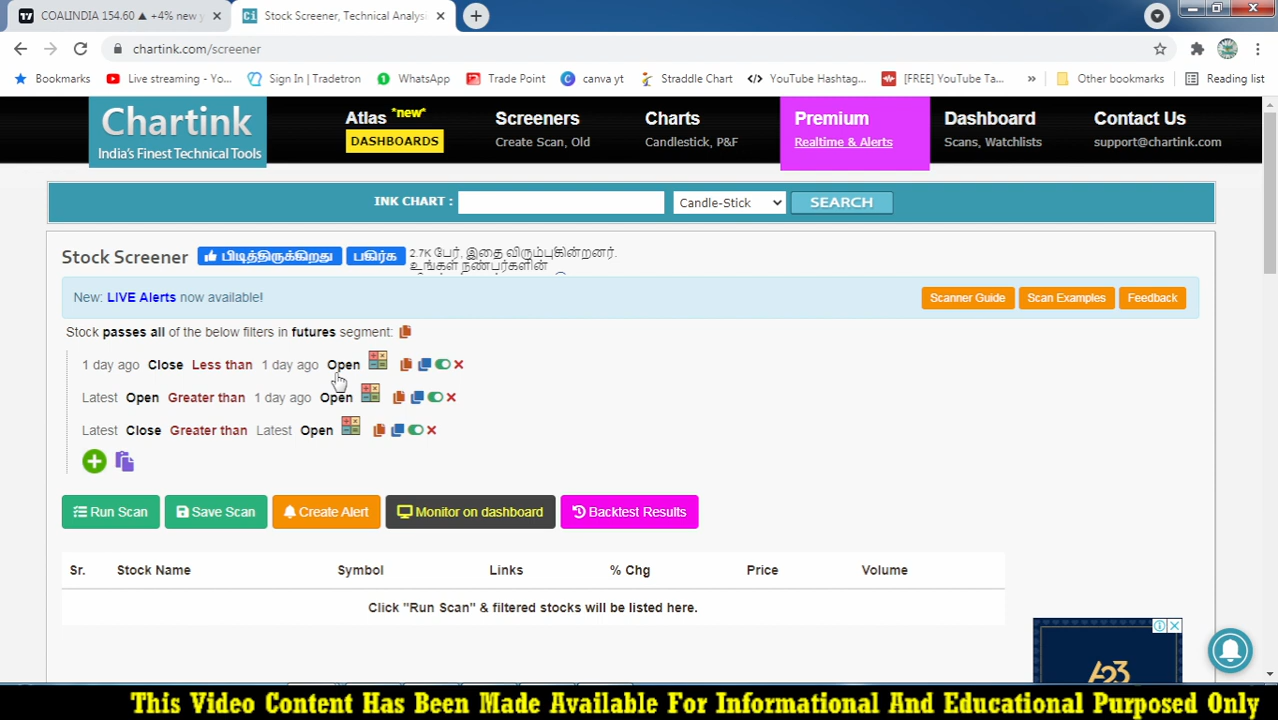 COALINDIA 154.60 ▲ +4% new y
Stock Screener, Technical Analysi
chartink.com/screener
Bookmarks
Live streaming - Yo...
Sign In | Tradetron
WhatsApp
Trade Point
canva yt
Straddle Chart
YouTube Hashtag...
[FREE] YouTube Ta...
»
Other bookmarks
Reading list
Chartink
India's Finest Technical Tools
Atlas *new*
DASHBOARDS
Screeners
Create Scan, Old
Charts
Candlestick, P&F
Premium
Realtime & Alerts
Dashboard
Scans, Watchlists
Contact Us
support@chartink.com
INK CHART :
Candle-Stick
SEARCH
Stock Screener
பிடித்திருக்கிறது
பகிர்க
2.7K பேர். இதை விரும்புகின்றனர்.
உங்கள் நண்பர்களின்
New: LIVE Alerts now available!
Scanner Guide
Scan Examples
Feedback
Stock passes all of the below filters in futures segment:
1 day ago Close Less than 1 day ago Open
Latest Open Greater than 1 day ago Open
Latest Close Greater than Latest Open
Run Scan
Save Scan
Create Alert
Monitor on dashboard
Backtest Results
Sr. Stock Name Symbol Links % Chg Price Volume
Click "Run Scan" & filtered stocks will be listed here.
A23
This Video Content Has Been Made Available For Informational And Educational Purposed Only